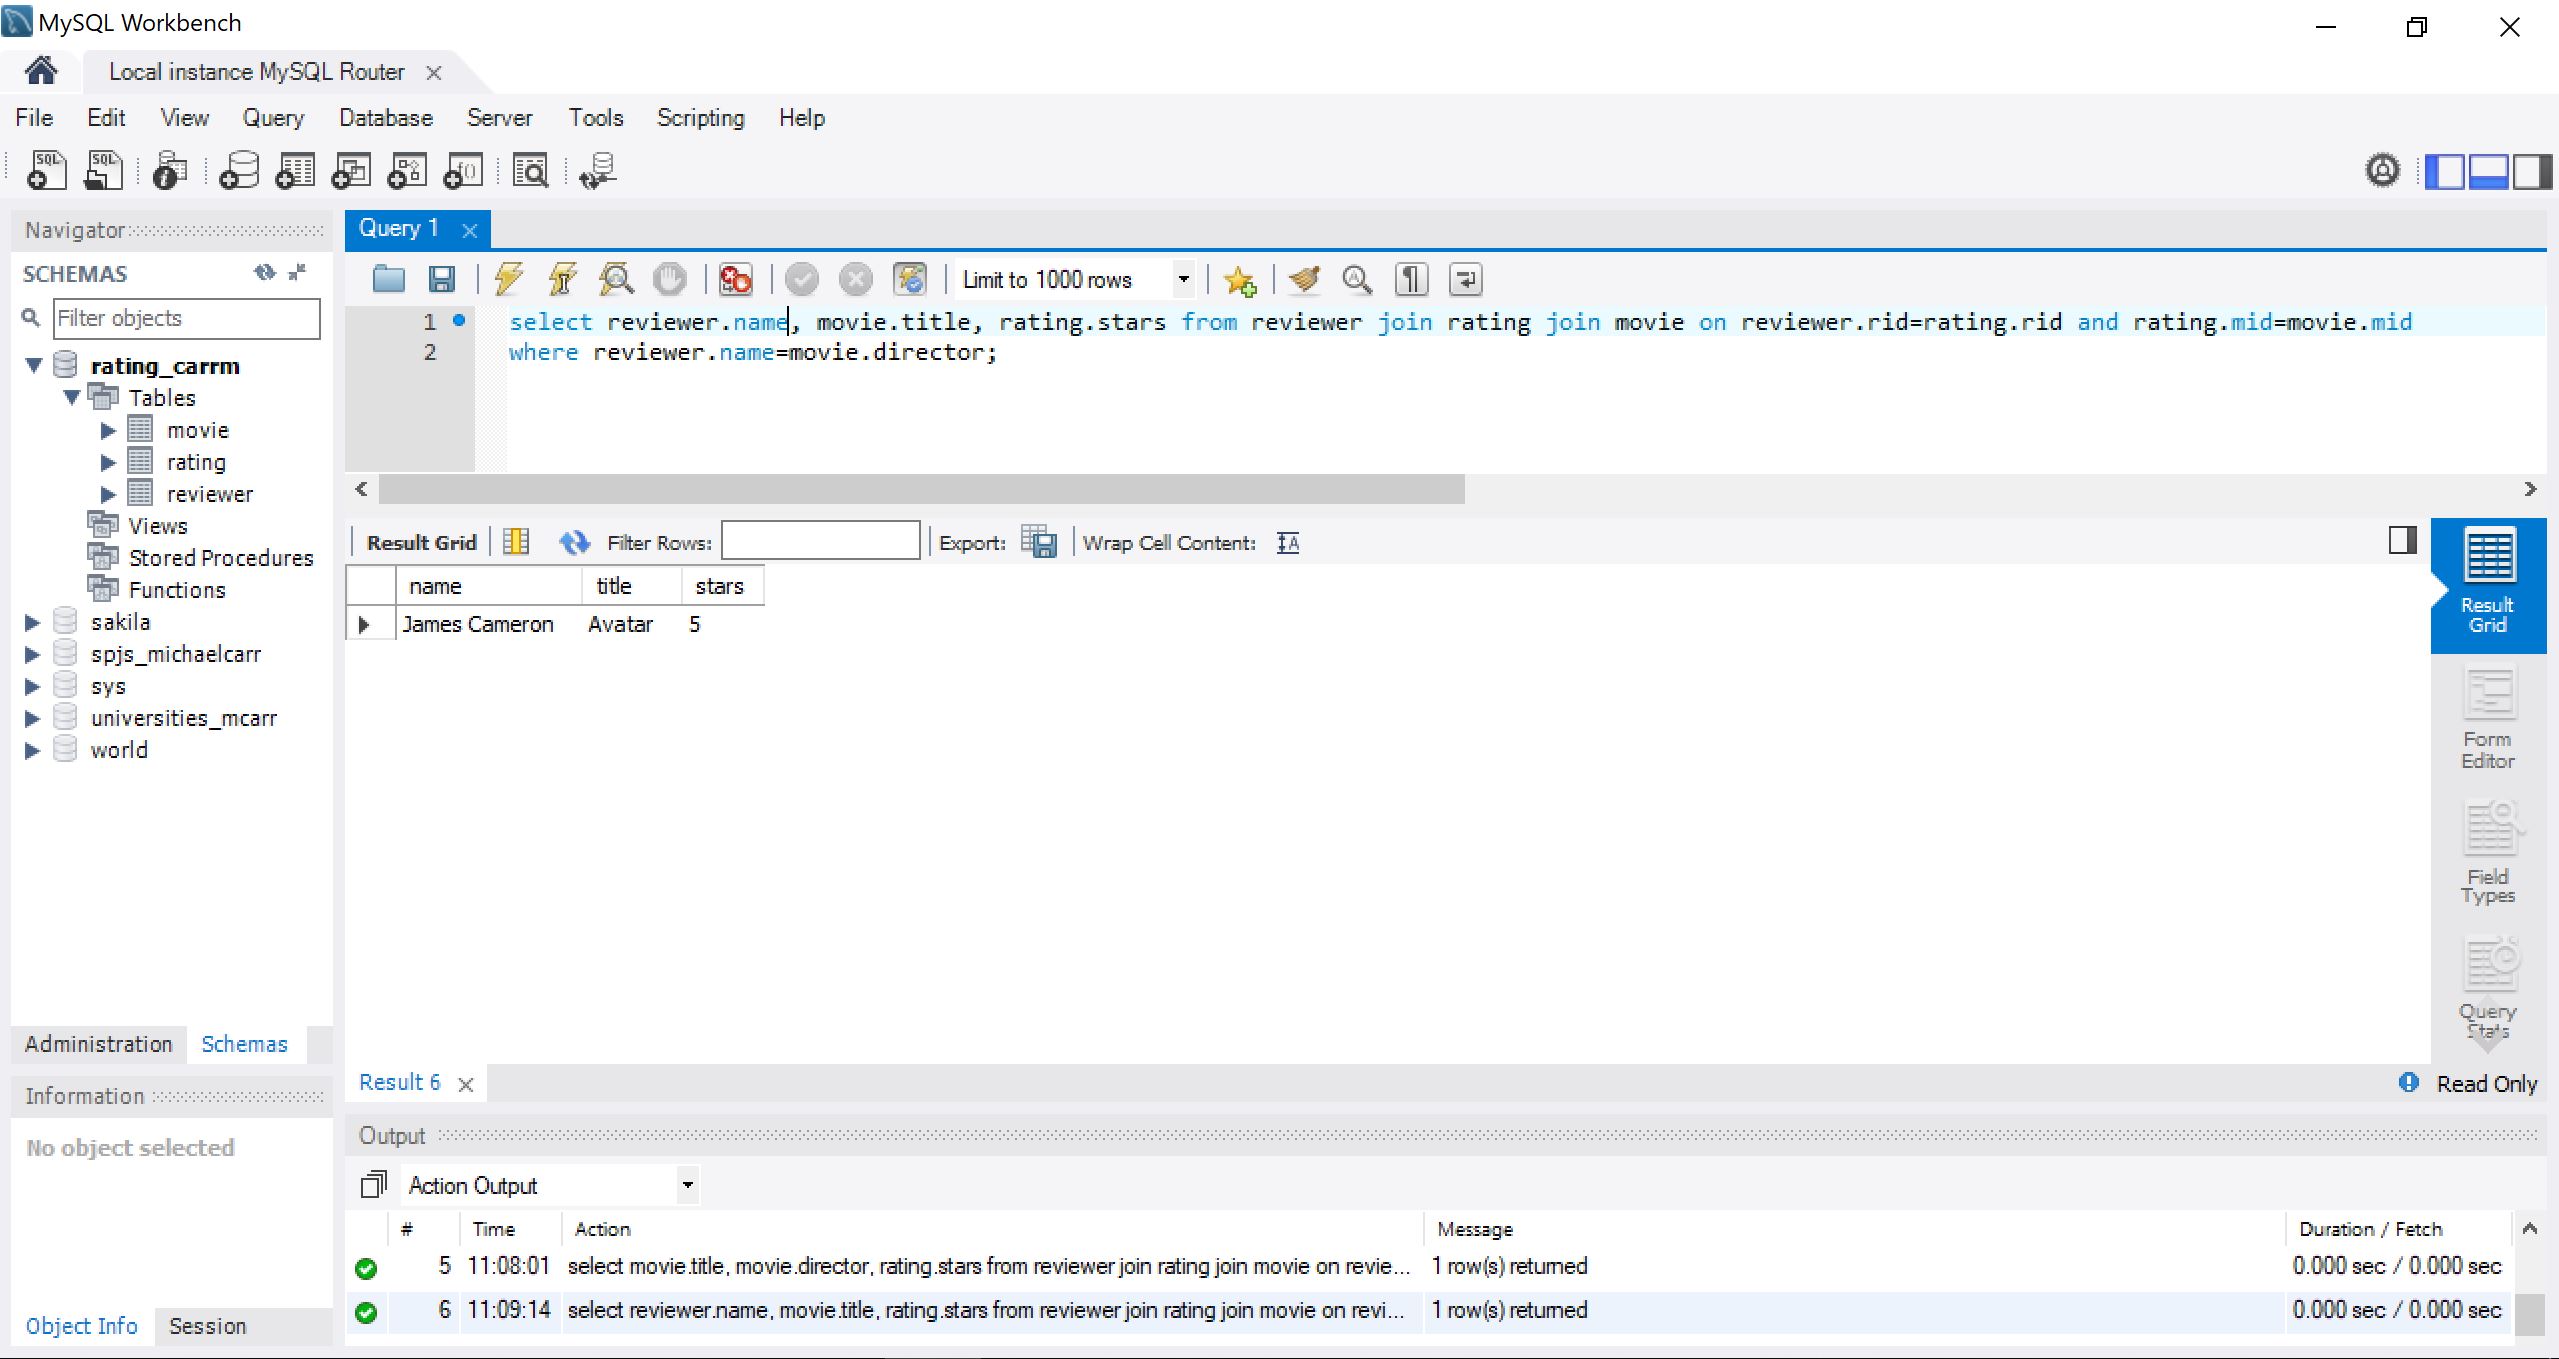 MySQL Workbench
Local instance MySQL Router
File Edit View Query Database Server Tools Scripting Help
Navigator
SCHEMAS
Filter objects
rating_carrm
Tables
movie
rating
reviewer
Views
Stored Procedures
Functions
sakila
spjs_michaelcarr
sys
universities_mcarr
world
Administration Schemas
Information
No object selected
Object Info Session
Query 1
Limit to 1000 rows
1 select reviewer.name, movie.title, rating.stars from reviewer join rating join movie on reviewer.rid=rating.rid and rating.mid=movie.mid
2 where reviewer.name=movie.director;
Result Grid Filter Rows: Export: Wrap Cell Content:
name title stars
James Cameron Avatar 5
Result
Grid
Form
Editor
Field
Types
Query
Stats
Result 6 Read Only
Output
Action Output
# Time Action Message Duration / Fetch
5 11:08:01 select movie.title, movie.director, rating.stars from reviewer join rating join movie on revie... 1 row(s) returned 0.000 sec / 0.000 sec
6 11:09:14 select reviewer.name, movie.title, rating.stars from reviewer join rating join movie on revi... 1 row(s) returned 0.000 sec / 0.000 sec